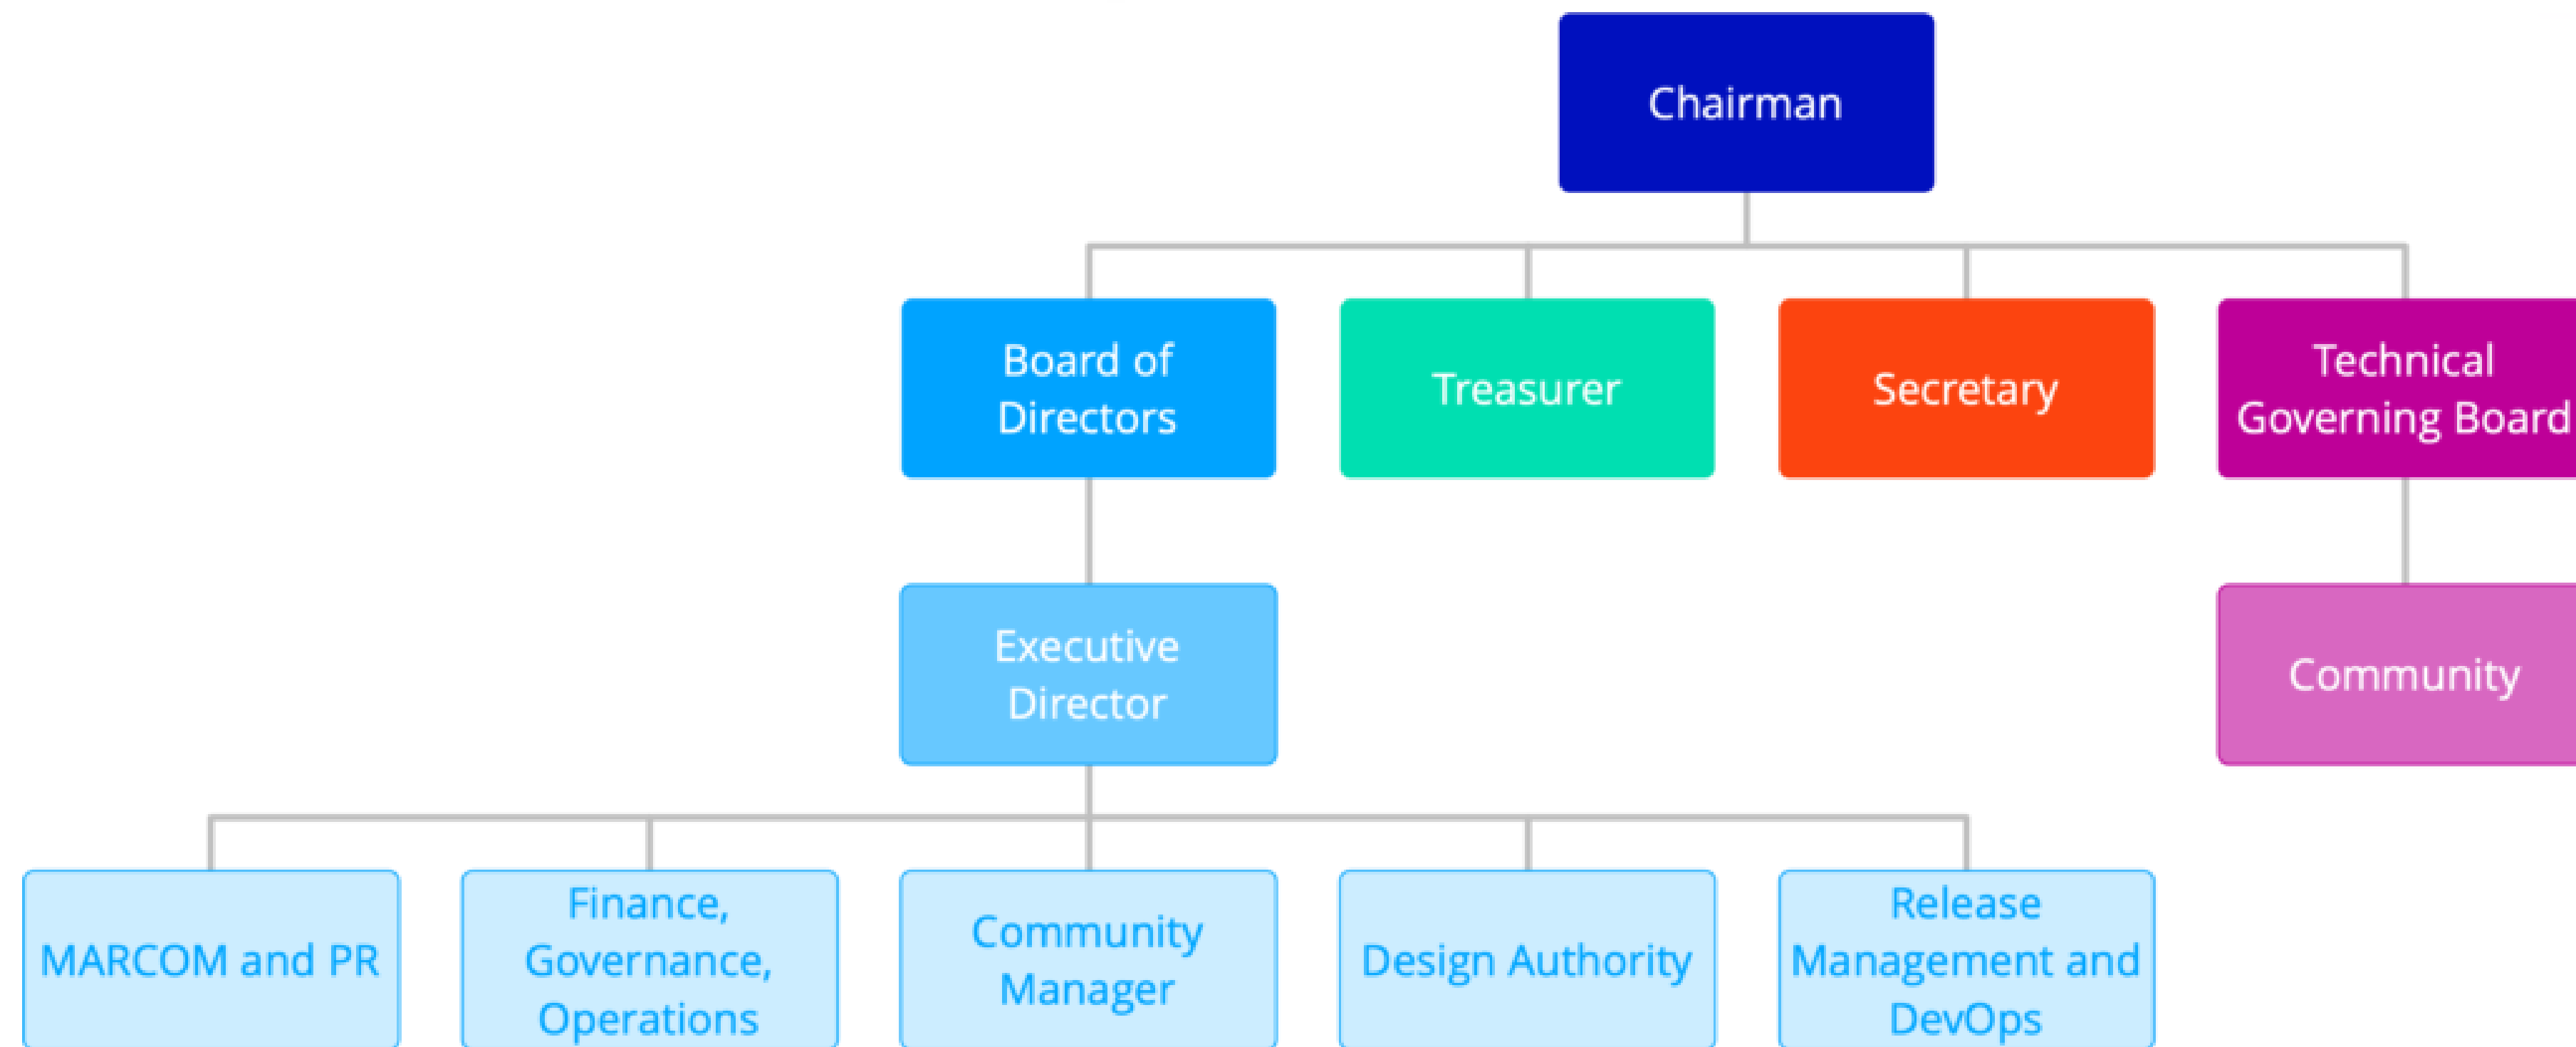 Chairman
Board of
Directors
Treasurer
Secretary
Technical
Governing Board
Executive
Director
Community
MARCOM and PR
Finance,
Governance,
Operations
Community
Manager
Design Authority
Release
Management and
DevOps